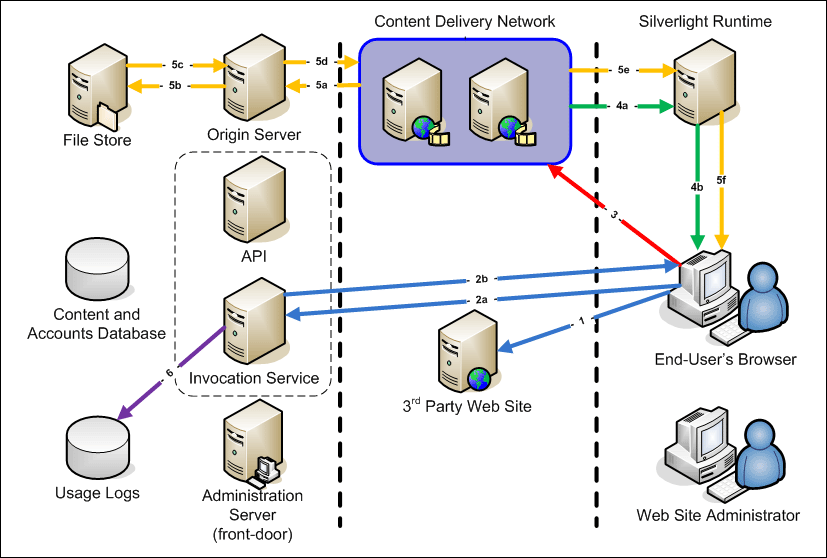 Content Delivery Network
Silverlight Runtime
5c
5b
5d
5a
5e
4a
File Store
Origin Server
4b
5f
3
API
2b
2a
1
Content and
Accounts Database
Invocation Service
End-User's Browser
6
3rd Party Web Site
Usage Logs
Administration
Server
(front-door)
Web Site Administrator